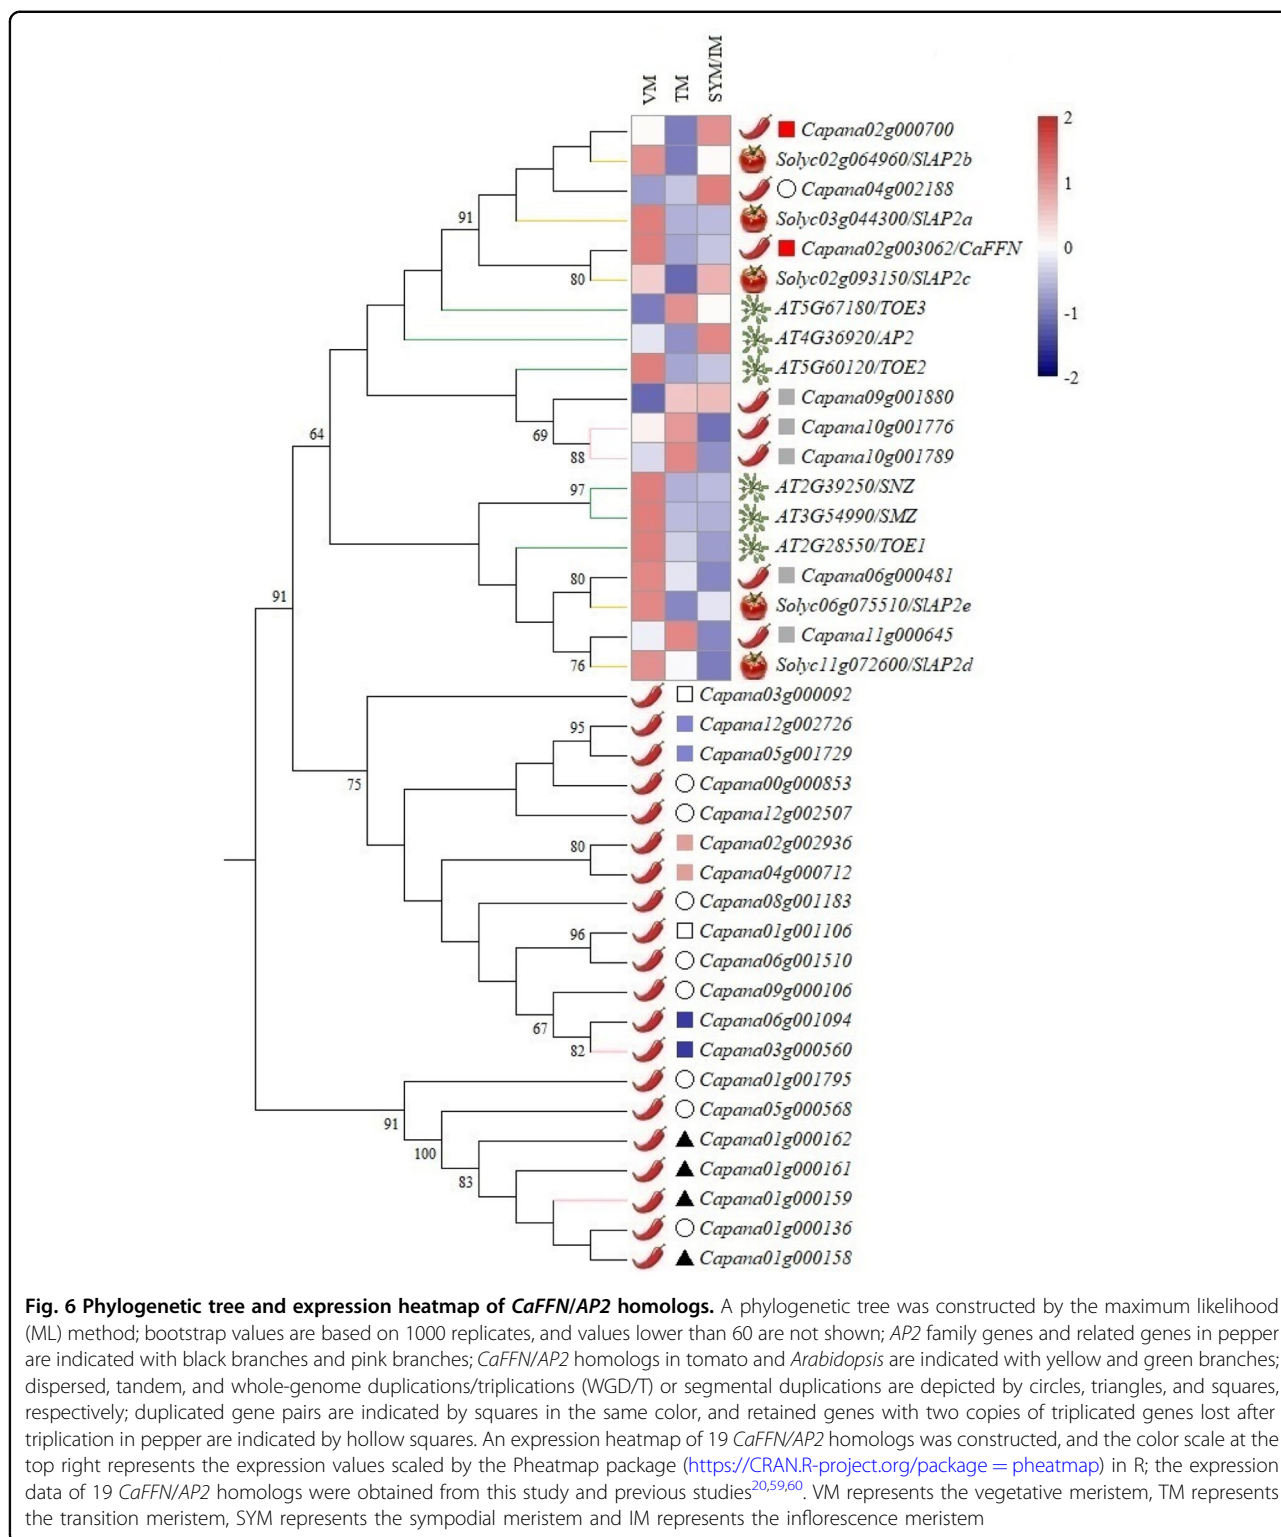 VM TM SYM/IM
Capana02g000700
Solyc02g064960/SlAP2b
Capana04g002188
Solyc03g044300/SlAP2a
Capana02g003062/CaFFN
Solyc02g093150/SlAP2c
AT5G67180/TOE3
AT4G36920/AP2
AT5G60120/TOE2
Capana09g001880
Capana10g001776
Capana10g001789
AT2G39250/SNZ
AT3G54990/SMZ
AT2G28550/TOE1
Capana06g000481
Solyc06g075510/SlAP2e
Capana11g000645
Solyc11g072600/SlAP2d
Capana03g000092
Capana12g002726
Capana05g001729
Capana00g000853
Capana12g002507
Capana02g002936
Capana04g000712
Capana08g001183
Capana01g001106
Capana06g001510
Capana09g000106
Capana06g001094
Capana03g000560
Capana01g001795
Capana05g000568
Capana01g000162
Capana01g000161
Capana01g000159
Capana01g000136
Capana01g000158
91
80
69
88
64
97
80
76
91
95
75
80
96
67
82
91
100
83
2
1
0
-1
-2
Fig. 6 Phylogenetic tree and expression heatmap of CaFFN/AP2 homologs. A phylogenetic tree was constructed by the maximum likelihood
(ML) method; bootstrap values are based on 1000 replicates, and values lower than 60 are not shown; AP2 family genes and related genes in pepper
are indicated with black branches and pink branches; CaFFN/AP2 homologs in tomato and Arabidopsis are indicated with yellow and green branches;
dispersed, tandem, and whole-genome duplications/triplications (WGD/T) or segmental duplications are depicted by circles, triangles, and squares,
respectively; duplicated gene pairs are indicated by squares in the same color, and retained genes with two copies of triplicated genes lost after
triplication in pepper are indicated by hollow squares. An expression heatmap of 19 CaFFN/AP2 homologs was constructed, and the color scale at the
top right represents the expression values scaled by the Pheatmap package (https://CRAN.R-project.org/package = pheatmap) in R; the expression
data of 19 CaFFN/AP2 homologs were obtained from this study and previous studies20,59,60. VM represents the vegetative meristem, TM represents
the transition meristem, SYM represents the sympodial meristem and IM represents the inflorescence meristem